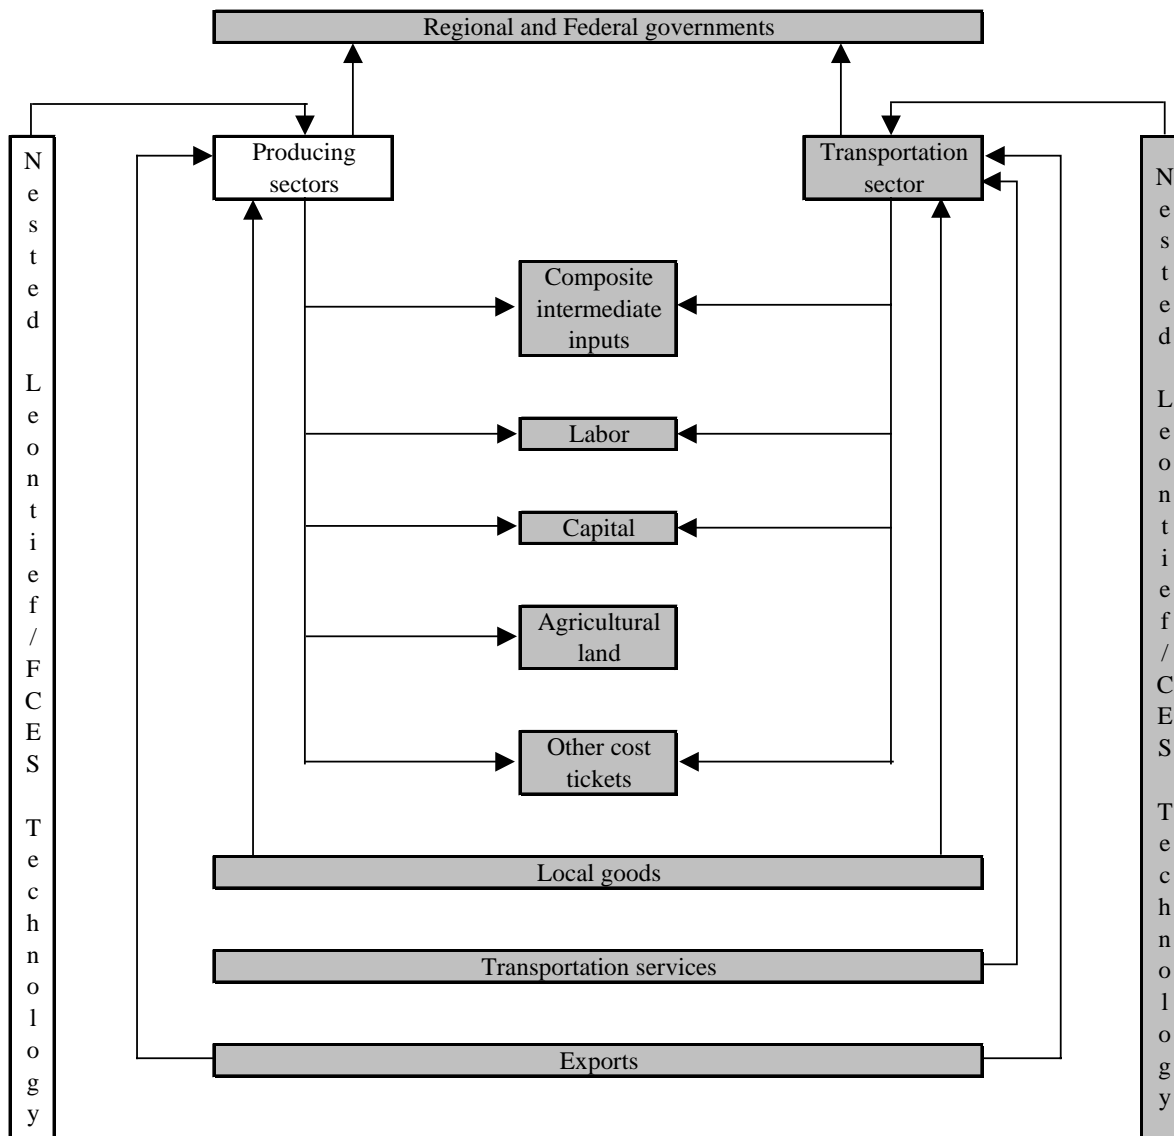 Regional and Federal governments
Producing
sectors
Transportation
sector
Nested Leontief/FCES Technology
Nested Leontief/CES Technology
Composite
intermediate
inputs
Labor
Capital
Agricultural
land
Other cost
tickets
Local goods
Transportation services
Exports